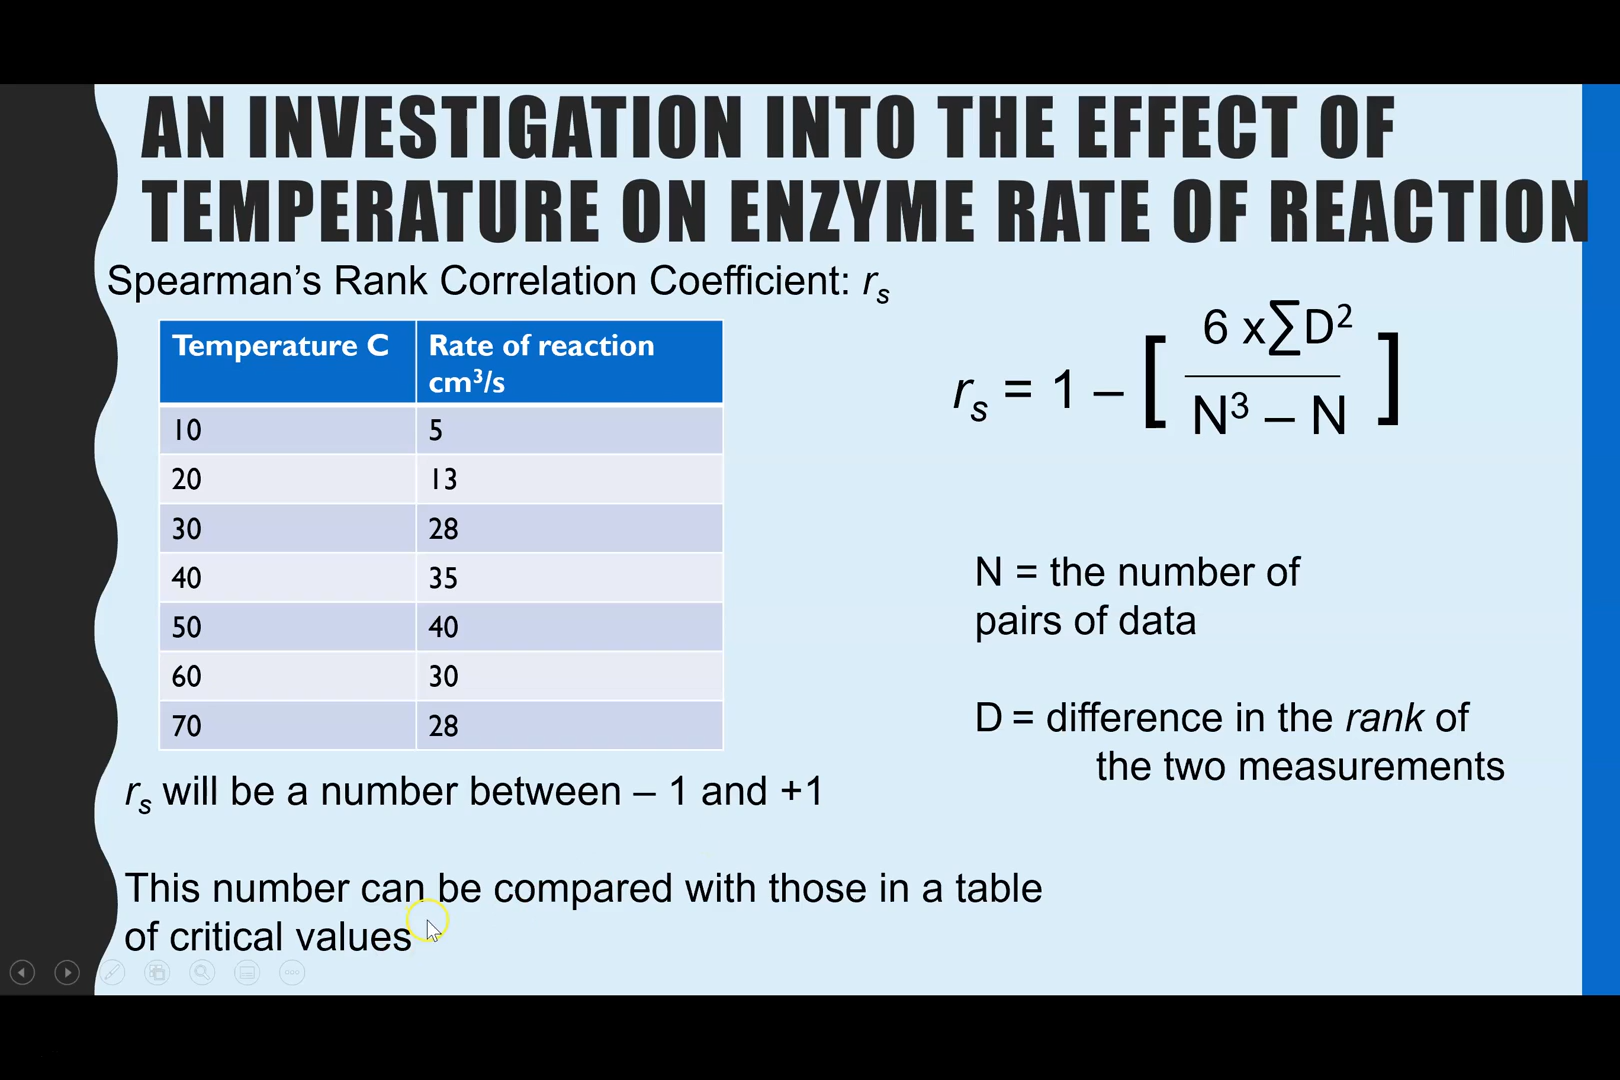 AN INVESTIGATION INTO THE EFFECT OF
TEMPERATURE ON ENZYME RATE OF REACTION
Spearman’s Rank Correlation Coefficient: rₛ
Temperature C Rate of reaction
cm³/s
10 5
20 13
30 28
40 35
50 40
60 30
70 28
rₛ = 1 – [ 6 x∑D²
N³ – N ]
N = the number of
pairs of data
D = difference in the rank of
the two measurements
rₛ will be a number between – 1 and +1
This number can be compared with those in a table
of critical values